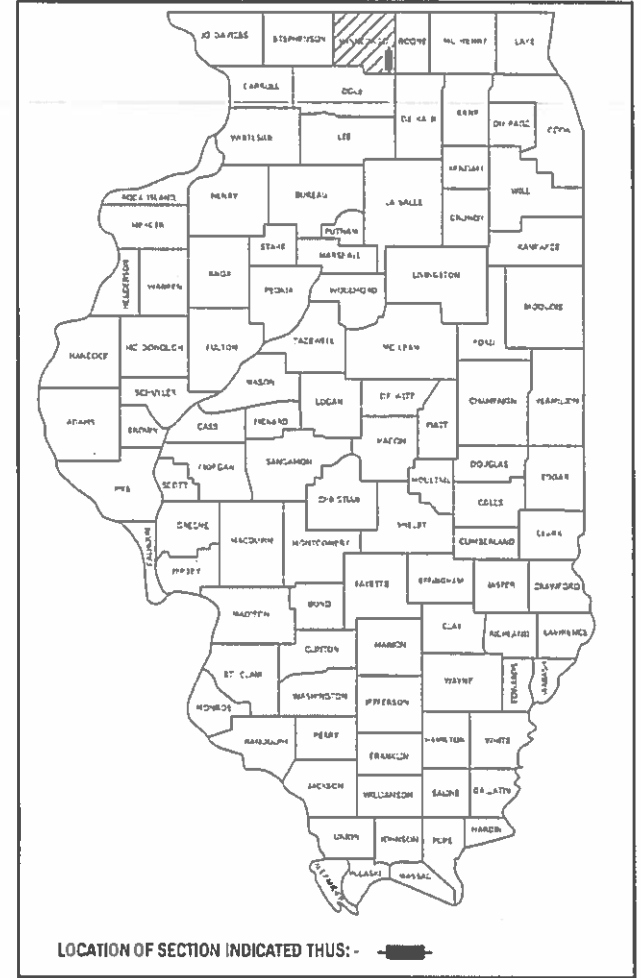 JO DAVIESS
STEPHENSON
WINNEBAGO
BOONE
MC HENRY
LAKE
CARROLL
OGLE
DE KALB
KANE
DU PAGE
COOK
WHITESIDE
LEE
KENDALL
ROCK ISLAND
HENRY
BUREAU
LA SALLE
GRUNDY
WILL
MERCER
PUTNAM
STARK
MARSHALL
KANKAKEE
HENDERSON
WARREN
KNOX
PEORIA
WOODFORD
LIVINGSTON
IROQUOIS
HANCOCK
MC DONOUGH
FULTON
TAZEWELL
MC LEAN
FORD
SCHUYLER
MASON
LOGAN
DE WITT
CHAMPAIGN
VERMILION
ADAMS
BROWN
CASS
MENARD
MACON
PIATT
PIKE
SCOTT
MORGAN
SANGAMON
CHRISTIAN
MOULTRIE
DOUGLAS
EDGAR
COLES
CALHOUN
GREENE
MACOUPIN
MONTGOMERY
SHELBY
CUMBERLAND
CLARK
JERSEY
FAYETTE
EFFINGHAM
JASPER
CRAWFORD
MADISON
BOND
CLAY
RICHLAND
LAWRENCE
CLINTON
MARION
ST. CLAIR
WASHINGTON
WAYNE
EDWARDS
WABASH
MONROE
JEFFERSON
RANDOLPH
PERRY
HAMILTON
WHITE
FRANKLIN
JACKSON
WILLIAMSON
SALINE
GALLATIN
UNION
JOHNSON
POPE
HARDIN
PULASKI
MASSAC
LOCATION OF SECTION INDICATED THUS: -